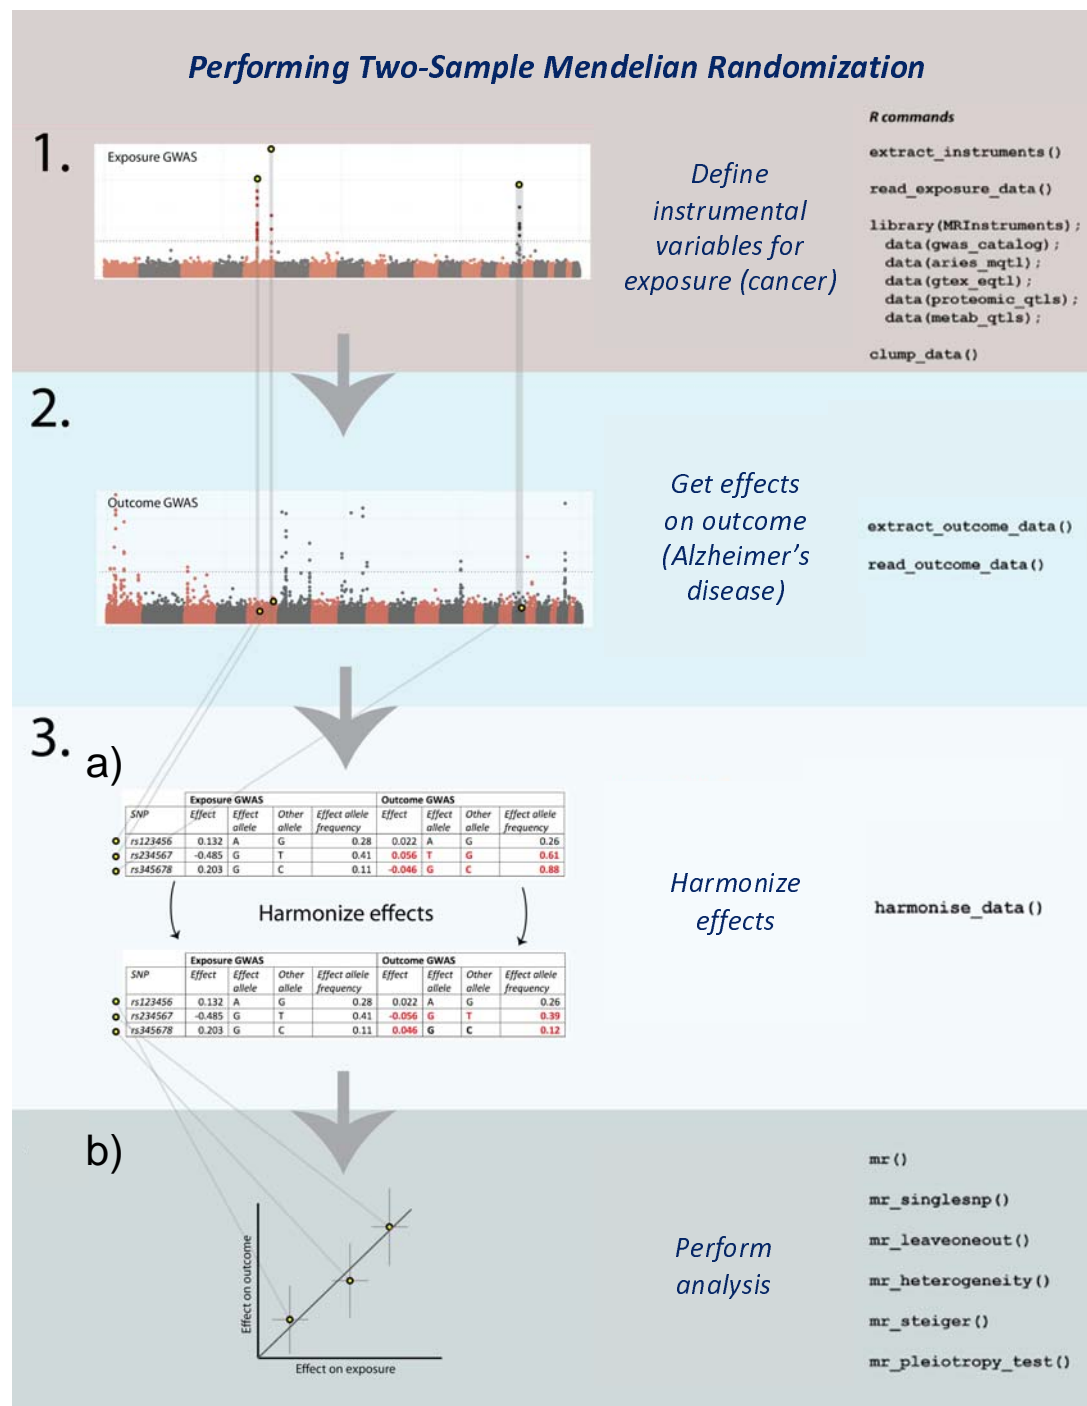 Performing Two-Sample Mendelian Randomization
1.
Exposure GWAS
Define
instrumental
variables for
exposure (cancer)
R commands
extract_instruments()
read_exposure_data()
library(MRInstruments);
data(gwas_catalog);
data(aries_mqtl);
data(gtex_eqtl);
data(proteomic_qtls);
data(metab_qtls);
clump_data()
2.
Outcome GWAS
Get effects
on outcome
(Alzheimer's
disease)
extract_outcome_data()
read_outcome_data()
3.
a)
Exposure GWAS Outcome GWAS
SNP Effect Effect allele Other allele Effect allele frequency Effect Effect allele Other allele Effect allele frequency
rs123456 0.132 A G 0.28 0.022 A G 0.26
rs234567 -0.485 G T 0.41 0.056 T G 0.61
rs345678 0.203 G C 0.11 -0.046 G C 0.88
Harmonize effects
Exposure GWAS Outcome GWAS
SNP Effect Effect allele Other allele Effect allele frequency Effect Effect allele Other allele Effect allele frequency
rs123456 0.132 A G 0.28 0.022 A G 0.26
rs234567 -0.485 G T 0.41 -0.056 G T 0.39
rs345678 0.203 G C 0.11 0.046 G C 0.12
Harmonize
effects
harmonise_data()
b)
Effect on outcome
Effect on exposure
Perform
analysis
mr()
mr_singlesnp()
mr_leaveoneout()
mr_heterogeneity()
mr_steiger()
mr_pleiotropy_test()